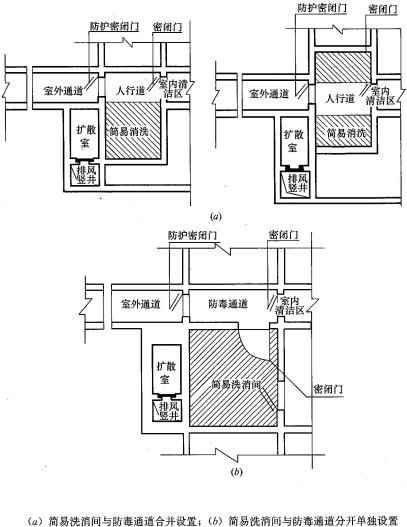 防护密闭门
密闭门
室外通道
人行道
室内清
洁区
简易消洗
扩散
室
排风
竖井
防护密闭门
密闭门
室外通道
人行道
室内
清洁区
简易消洗
扩散
室
排风
竖井
(a)
防护密闭门
密闭门
室外通道
防毒通道
室内
清洁区
扩散
室
简易洗消间
密闭门
排风
竖井
(b)
(a) 简易洗消间与防毒通道合并设置; (b) 简易洗消间与防毒通道分开单独设置